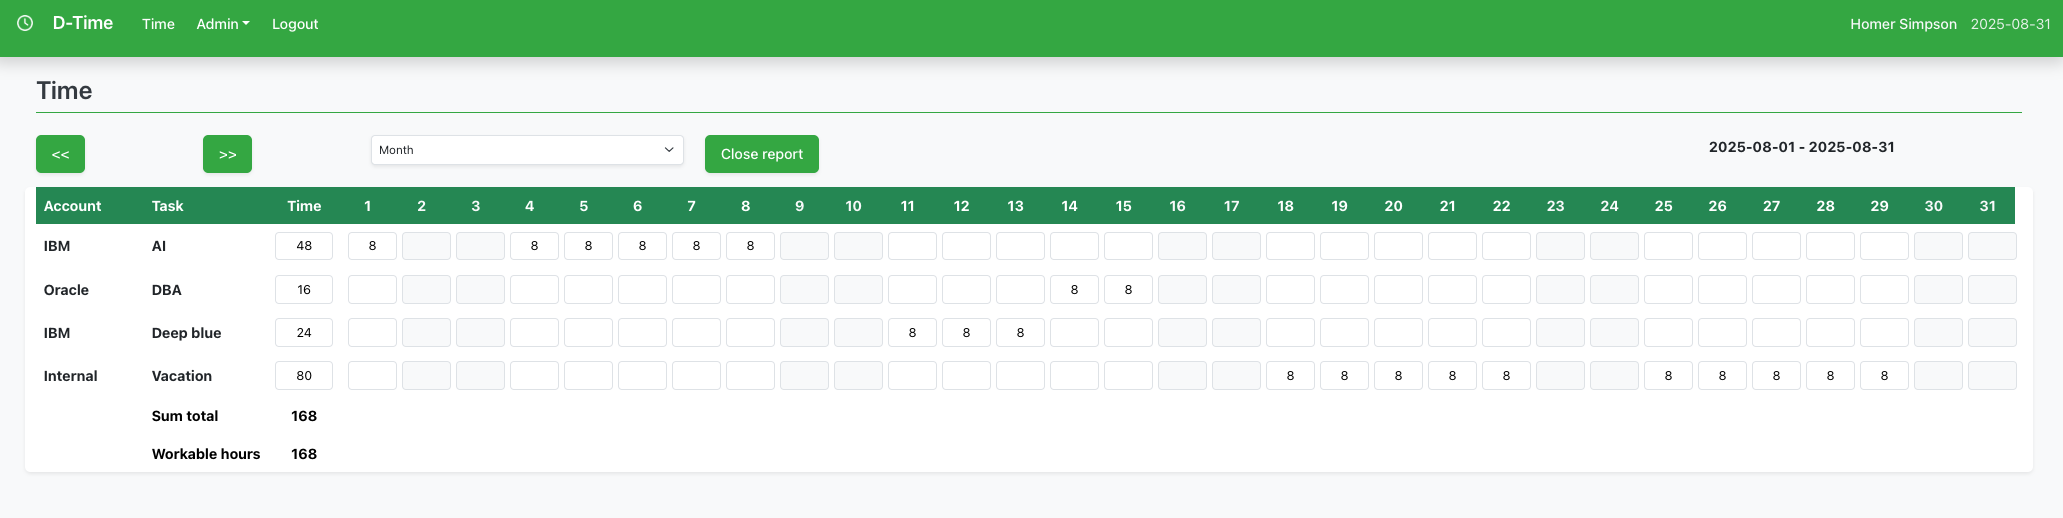 D-Time Time Admin Logout Homer Simpson 2025-08-31
Time
<< >> Month Close report 2025-08-01 - 2025-08-31
Account Task Time 1 2 3 4 5 6 7 8 9 10 11 12 13 14 15 16 17 18 19 20 21 22 23 24 25 26 27 28 29 30 31
IBM AI 48 8 8 8 8 8 8
Oracle DBA 16 8 8
IBM Deep blue 24 8 8 8
Internal Vacation 80 8 8 8 8 8 8 8 8 8 8
Sum total 168
Workable hours 168